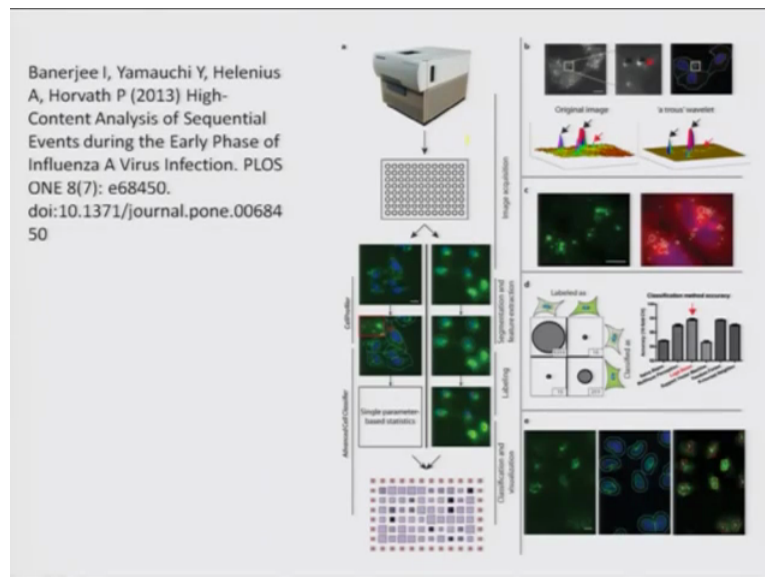 Banerjee I, Yamauchi Y, Helenius
A, Horvath P (2013) High-
Content Analysis of Sequential
Events during the Early Phase of
Influenza A Virus Infection. PLOS
ONE 8(7): e68450.
doi:10.1371/journal.pone.00684
50
a
Image acquisition
CellProfiler
Segmentation and
feature extraction
Labeling
Advanced Cell Classifier
Single parameter-
based statistics
Classification and
visualization
b
Original image
'a trous' wavelet
c
d
Labeled as
Classified as
Classification method accuracy
e